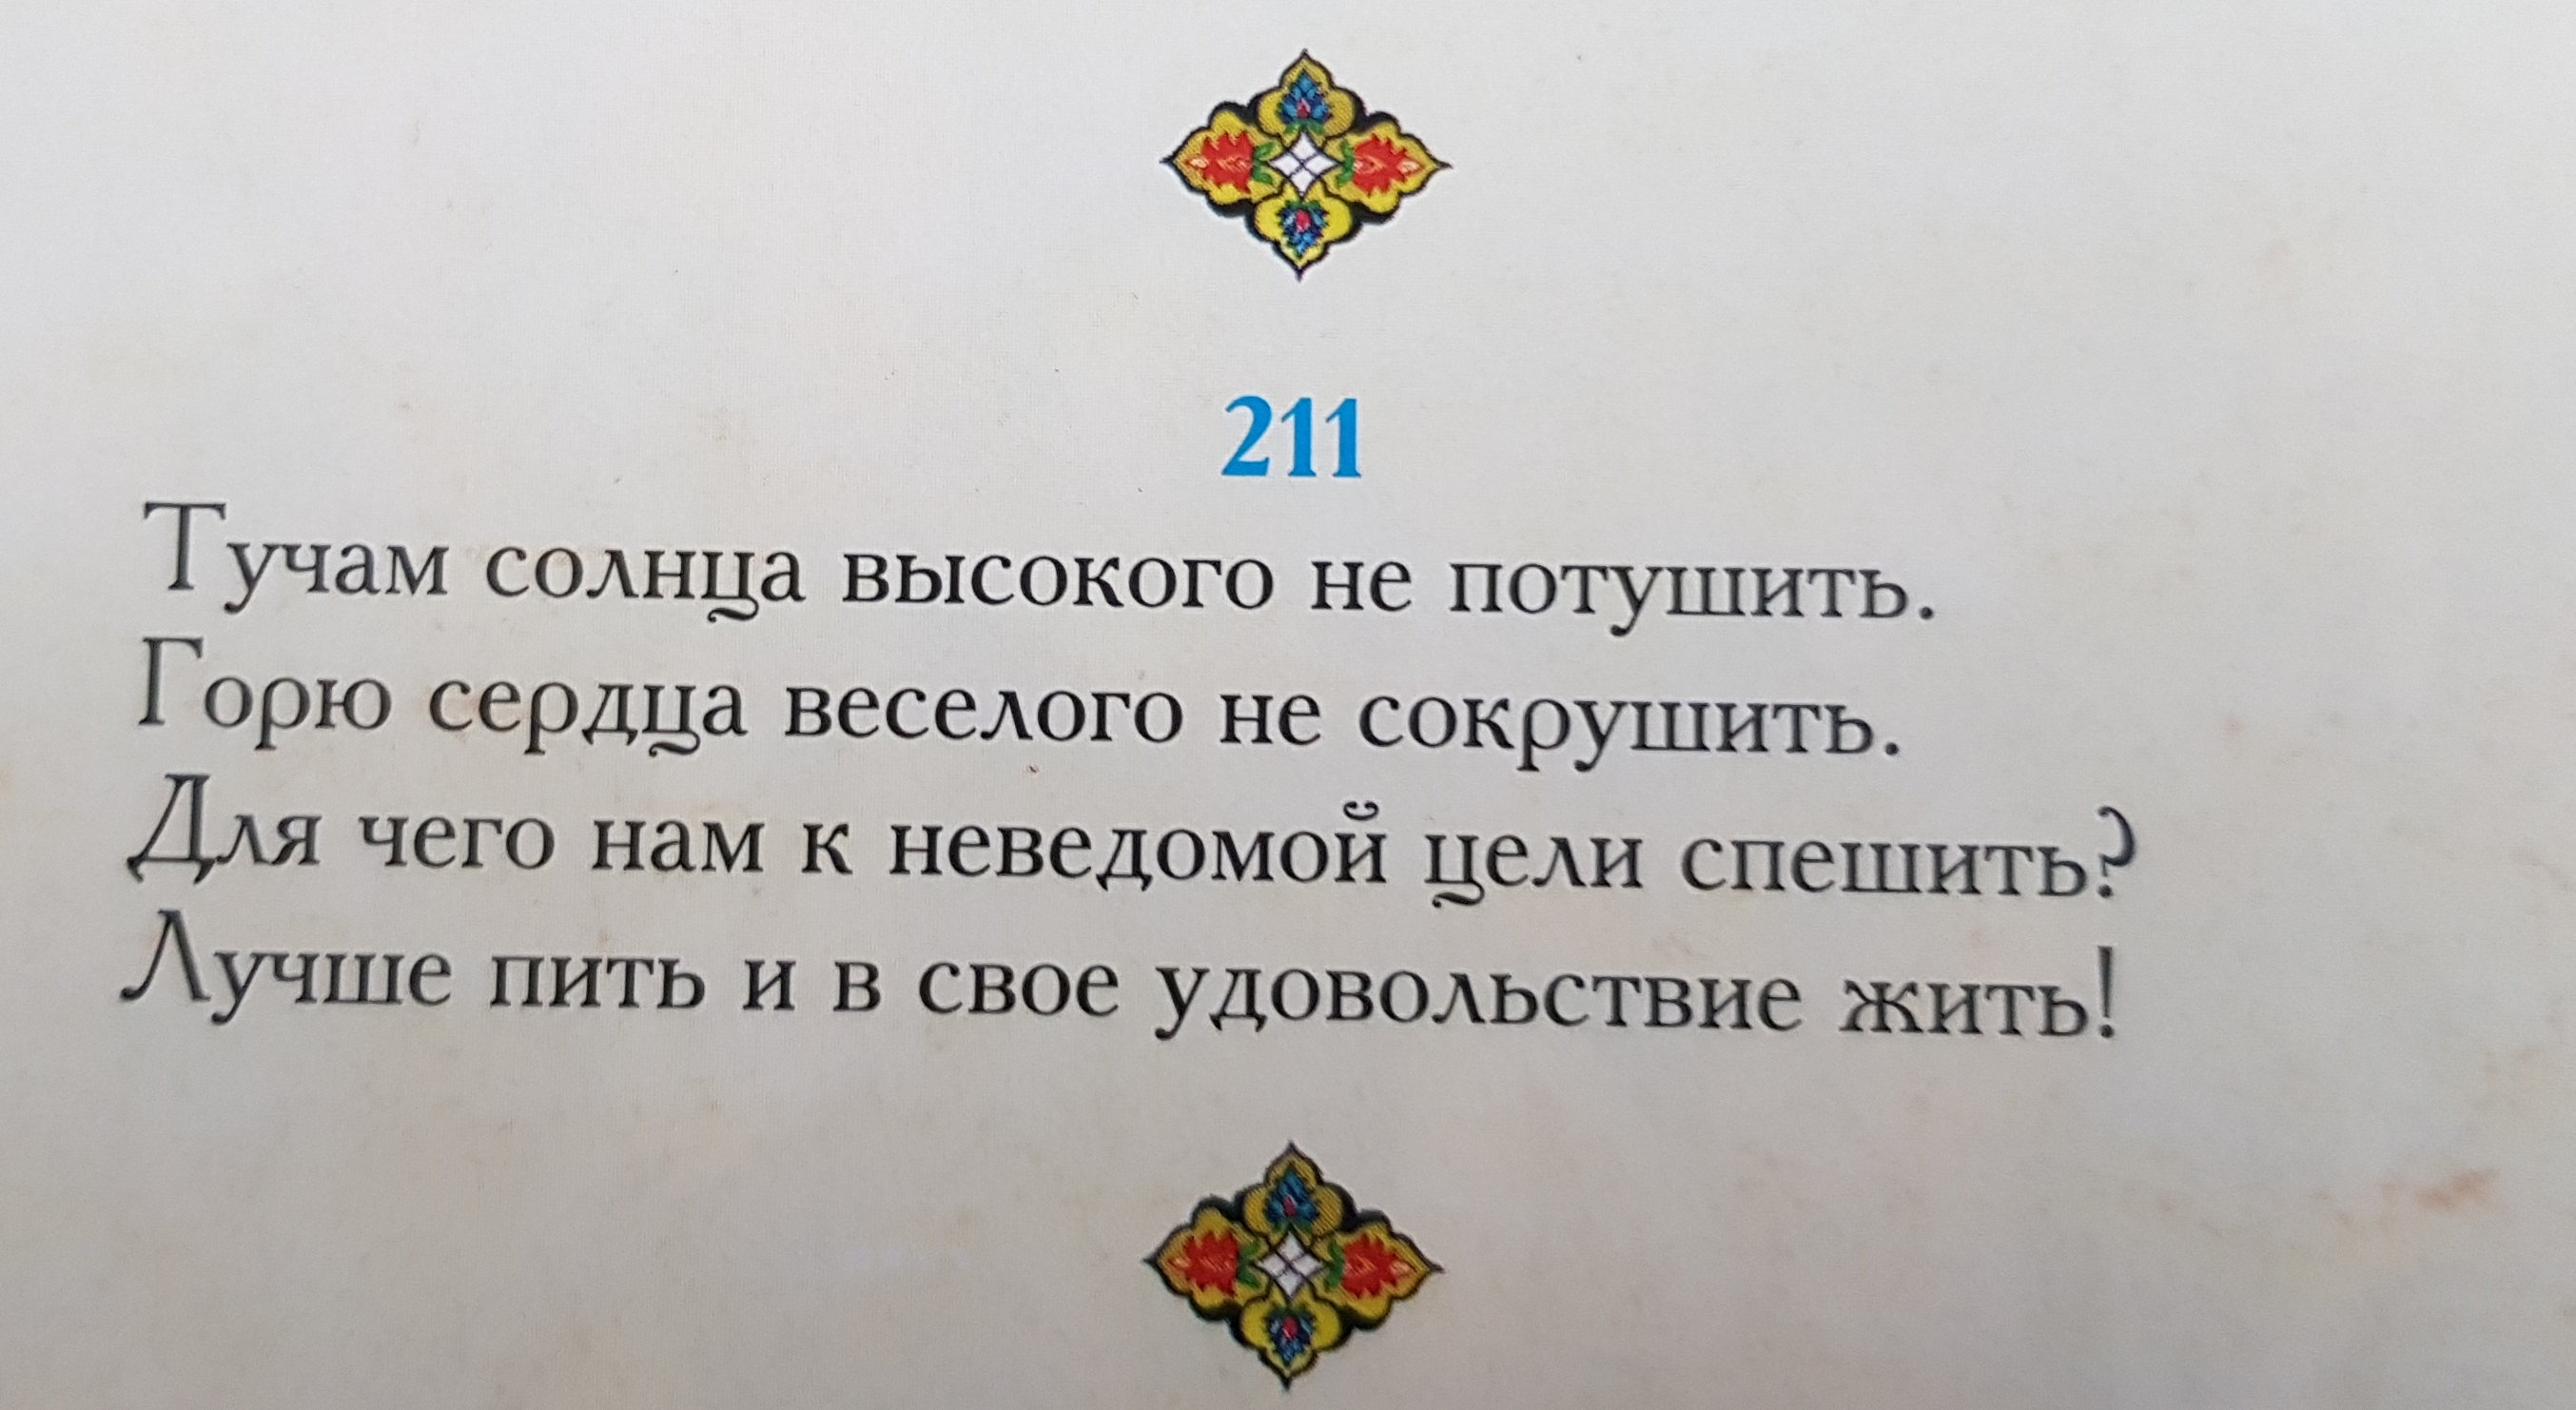 211
Тучам солнца высокого не потушить.
Горю сердца веселого не сокрушить.
Для чего нам к неведомой цели спешить?
Лучше пить и в свое удовольствие жить!